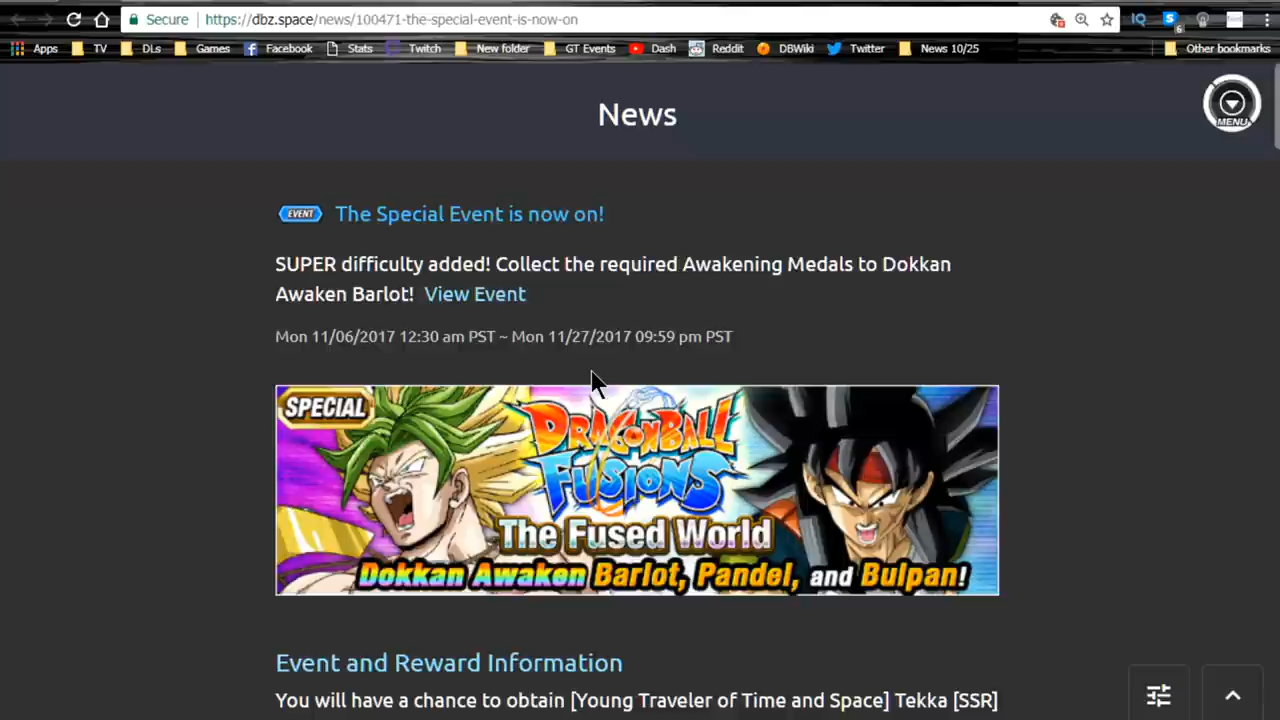 Secure https://dbz.space/news/100471-the-special-event-is-now-on
Apps TV DLs Games Facebook Stats Twitch New folder GT Events Dash Reddit DBWiki Twitter News 10/25 Other bookmarks
News
MENU
EVENT The Special Event is now on!
SUPER difficulty added! Collect the required Awakening Medals to Dokkan
Awaken Barlot! View Event
Mon 11/06/2017 12:30 am PST ~ Mon 11/27/2017 09:59 pm PST
SPECIAL
DRAGONBALL
FUSIONS
The Fused World
Dokkan Awaken Barlot, Pandel, and Bulpan!
Event and Reward Information
You will have a chance to obtain [Young Traveler of Time and Space] Tekka [SSR]